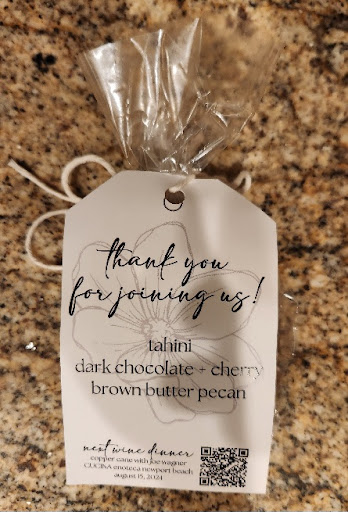 thank you
for joining us!
tahini
dark chocolate + cherry
brown butter pecan
next wine dinner
copper cane with joe wagner
CUCINA enoteca newport beach
august 15, 2024